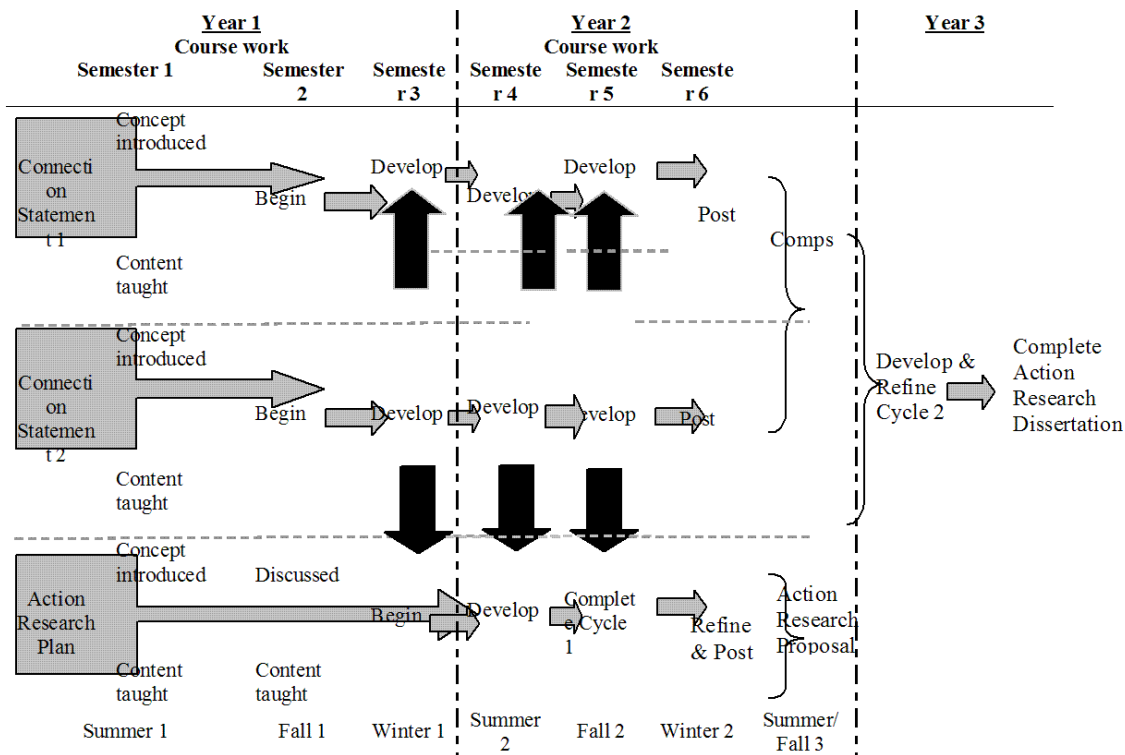 Year 1
Year 2
Year 3
Course work
Course work
Semester 1
Semester
2
Semeste
r 3
Semeste
r 4
Semeste
r 5
Semeste
r 6
Connecti
on
Statemen
t 1
Concept
introduced
Content
taught
Begin
Develop
Develop
Develop
Post
Comps
Connecti
on
Statemen
t 2
Concept
introduced
Content
taught
Begin
Develop
Develop
evelop
Post
Develop &
Refine
Cycle 2
Complete
Action
Research
Dissertation
Action
Research
Plan
Concept
introduced
Content
taught
Discussed
Content
taught
Begin
Develop
Complet
e Cycle
1
Refine
& Post
Action
Research
Proposal
Summer 1
Fall 1
Winter 1
Summer
2
Fall 2
Winter 2
Summer/
Fall 3